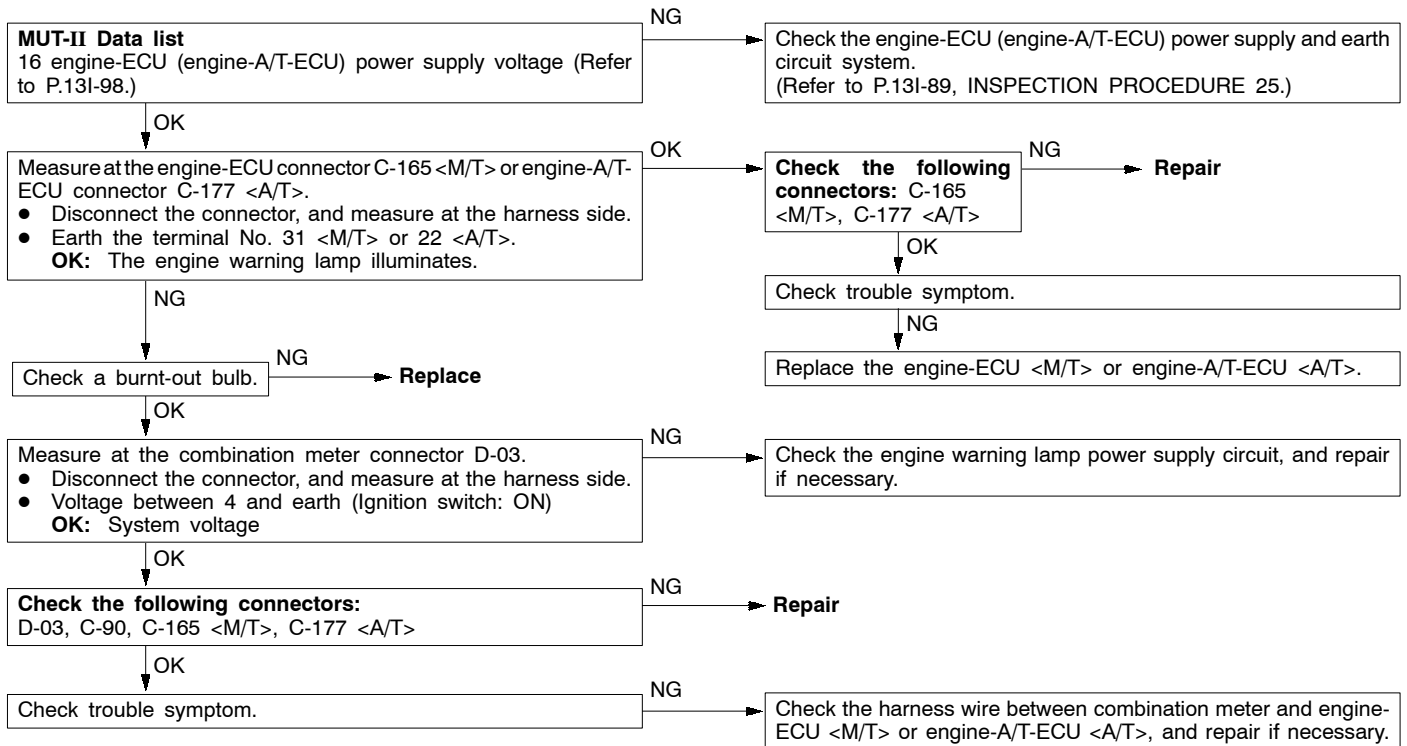 MUT-II Data list
16 engine-ECU (engine-A/T-ECU) power supply voltage (Refer
to P.13I-98.)
NG
Check the engine-ECU (engine-A/T-ECU) power supply and earth
circuit system.
(Refer to P.13I-89, INSPECTION PROCEDURE 25.)
OK
Measure at the engine-ECU connector C-165 <M/T> or engine-A/T-
ECU connector C-177 <A/T>.
● Disconnect the connector, and measure at the harness side.
● Earth the terminal No. 31 <M/T> or 22 <A/T>.
OK: The engine warning lamp illuminates.
OK
Check the following
connectors: C-165
<M/T>, C-177 <A/T>
NG
Repair
OK
Check trouble symptom.
NG
Replace the engine-ECU <M/T> or engine-A/T-ECU <A/T>.
NG
Check a burnt-out bulb.
NG
Replace
OK
Measure at the combination meter connector D-03.
● Disconnect the connector, and measure at the harness side.
● Voltage between 4 and earth (Ignition switch: ON)
OK: System voltage
NG
Check the engine warning lamp power supply circuit, and repair
if necessary.
OK
Check the following connectors:
D-03, C-90, C-165 <M/T>, C-177 <A/T>
NG
Repair
OK
Check trouble symptom.
NG
Check the harness wire between combination meter and engine-
ECU <M/T> or engine-A/T-ECU <A/T>, and repair if necessary.